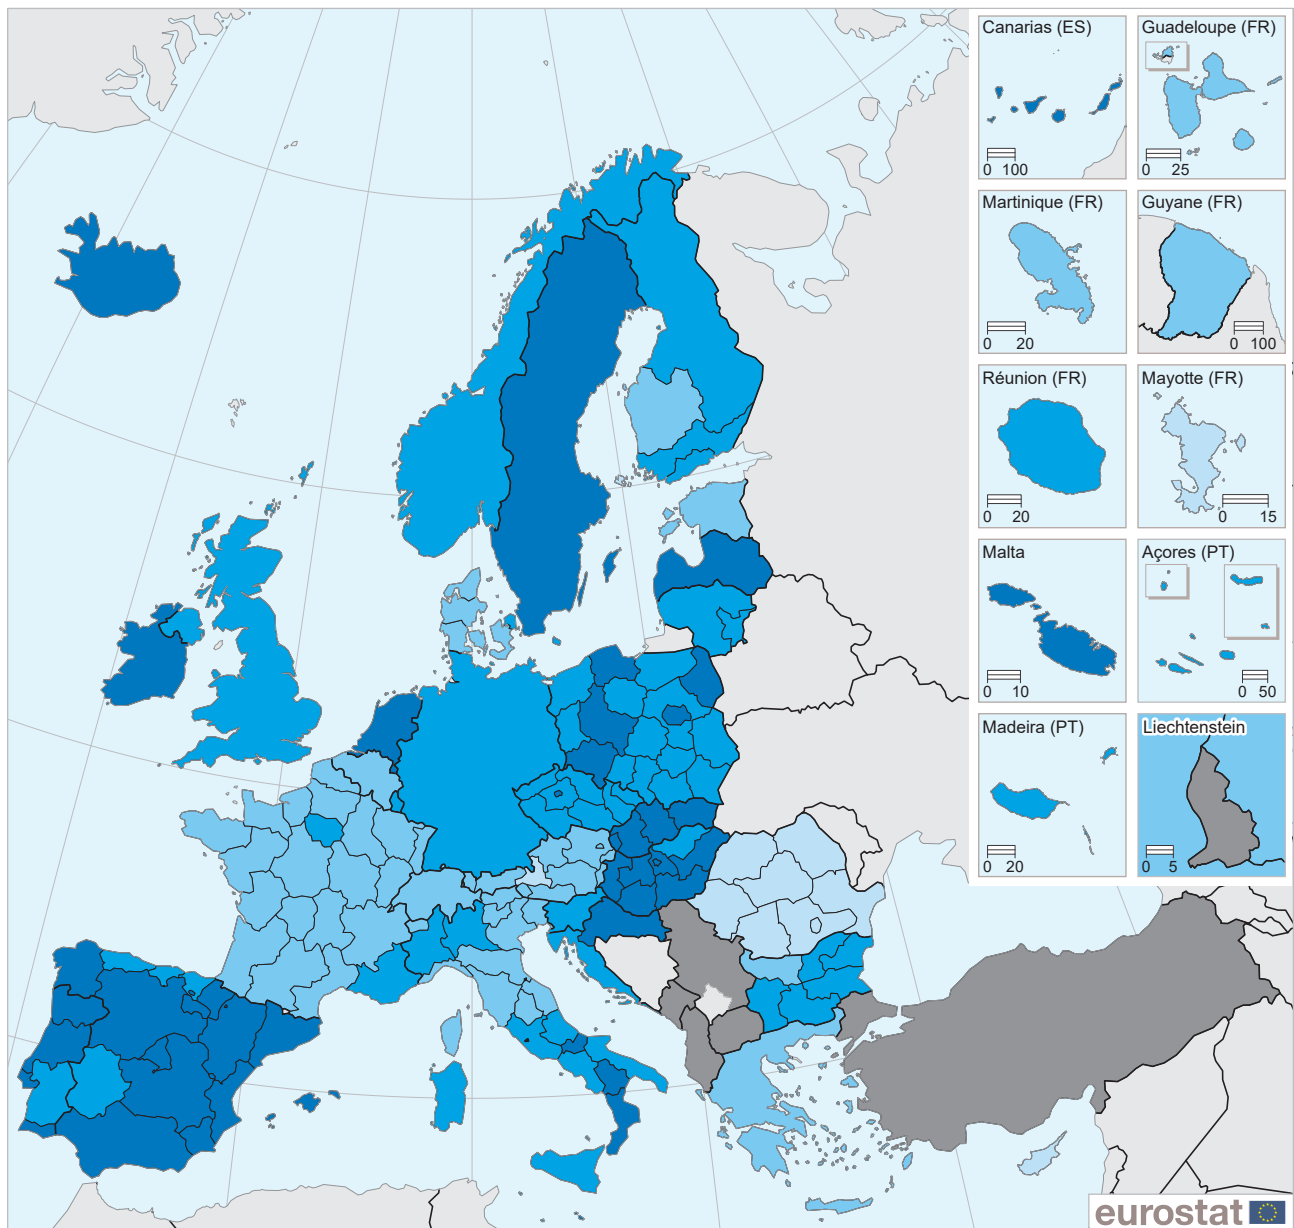 Canarias (ES)
0 100
Guadeloupe (FR)
0 25
Martinique (FR)
0 20
Guyane (FR)
0 100
Réunion (FR)
0 20
Mayotte (FR)
0 15
Malta
0 10
Açores (PT)
0 50
Madeira (PT)
0 20
Liechtenstein
0 5
eurostat